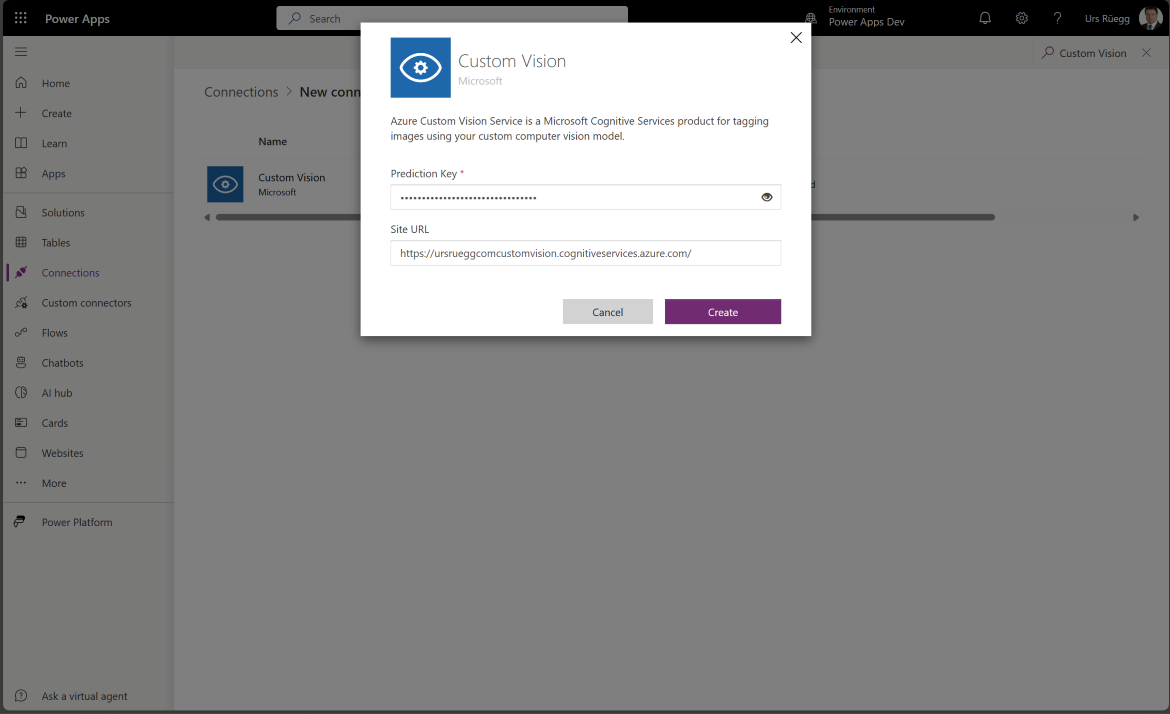 Power Apps
Search
Environment
Power Apps Dev
Urs Rüegg
Custom Vision
Home
Create
Learn
Apps
Solutions
Tables
Connections
Custom connectors
Flows
Chatbots
AI hub
Cards
Websites
More
Power Platform
Ask a virtual agent
Connections > New conn
Name
Custom Vision
Microsoft
d
Custom Vision
Microsoft
Azure Custom Vision Service is a Microsoft Cognitive Services product for tagging
images using your custom computer vision model.
Prediction Key *
Site URL
https://ursrueggcomcustomvision.cognitiveservices.azure.com/
Cancel
Create